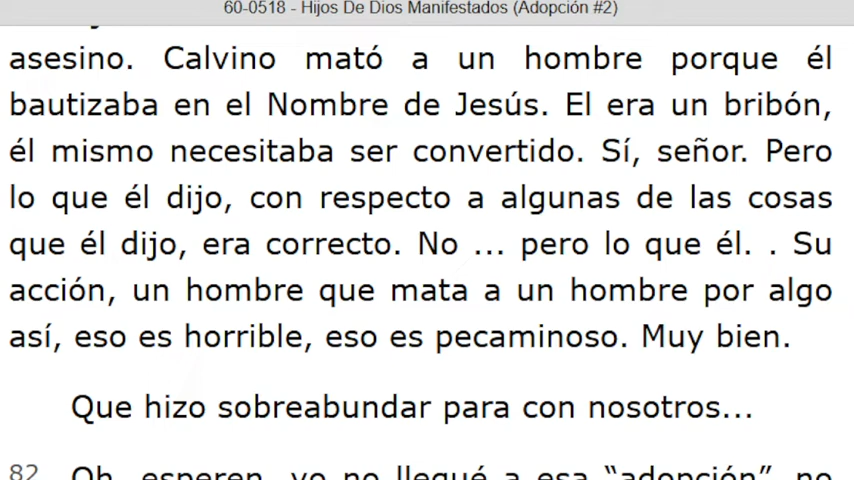 60-0518 - Hijos De Dios Manifestados (Adopción #2)
asesino. Calvino mató a un hombre porque él
bautizaba en el Nombre de Jesús. El era un bribón,
él mismo necesitaba ser convertido. Sí, señor. Pero
lo que él dijo, con respecto a algunas de las cosas
que él dijo, era correcto. No ... pero lo que él. . Su
acción, un hombre que mata a un hombre por algo
así, eso es horrible, eso es pecaminoso. Muy bien.
Que hizo sobreabundar para con nosotros...
82 Oh, esperen, yo no llegué a esa “adopción”, no